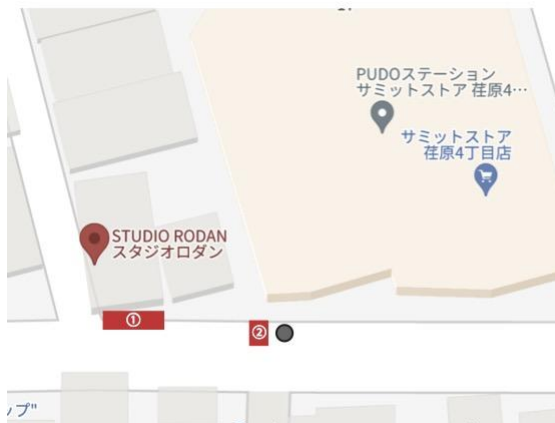 PUDOステーション
サミットストア 荏原4…
サミットストア
荏原4丁目店
STUDIO RODAN
スタジオロダン
①
②
ップ"